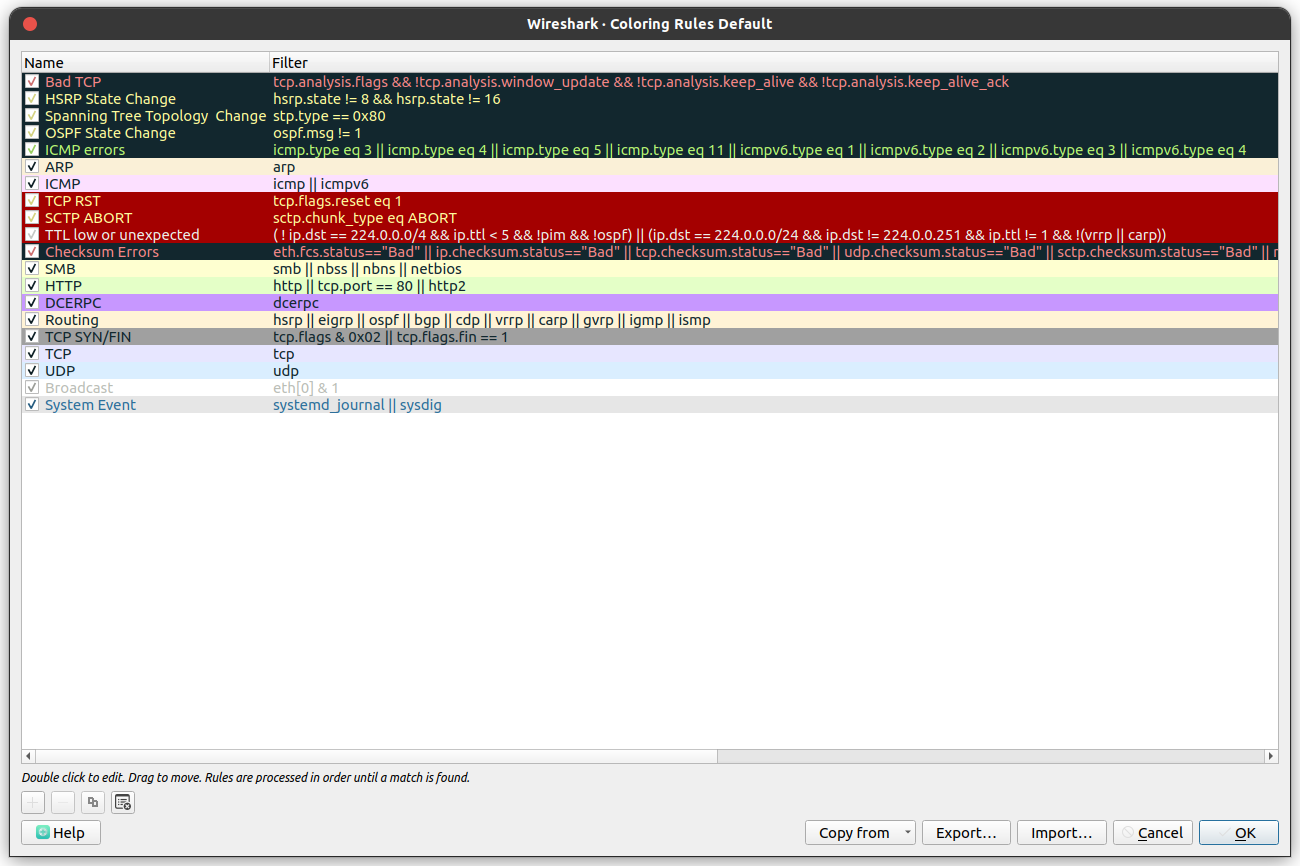 Wireshark · Coloring Rules Default
Name Filter
Bad TCP tcp.analysis.flags && !tcp.analysis.window_update && !tcp.analysis.keep_alive && !tcp.analysis.keep_alive_ack
HSRP State Change hsrp.state != 8 && hsrp.state != 16
Spanning Tree Topology  Change stp.type == 0x80
OSPF State Change ospf.msg != 1
ICMP errors icmp.type eq 3 || icmp.type eq 4 || icmp.type eq 5 || icmp.type eq 11 || icmpv6.type eq 1 || icmpv6.type eq 2 || icmpv6.type eq 3 || icmpv6.type eq 4
ARP arp
ICMP icmp || icmpv6
TCP RST tcp.flags.reset eq 1
SCTP ABORT sctp.chunk_type eq ABORT
TTL low or unexpected ( ! ip.dst == 224.0.0.0/4 && ip.ttl < 5 && !pim && !ospf) || (ip.dst == 224.0.0.0/24 && ip.dst != 224.0.0.251 && ip.ttl != 1 && !(vrrp || carp))
Checksum Errors eth.fcs.status=="Bad" || ip.checksum.status=="Bad" || tcp.checksum.status=="Bad" || udp.checksum.status=="Bad" || sctp.checksum.status=="Bad" ||
SMB smb || nbss || nbns || netbios
HTTP http || tcp.port == 80 || http2
DCERPC dcerpc
Routing hsrp || eigrp || ospf || bgp || cdp || vrrp || carp || gvrp || igmp || ismp
TCP SYN/FIN tcp.flags & 0x02 || tcp.flags.fin == 1
TCP tcp
UDP udp
Broadcast eth[0] & 1
System Event systemd_journal || sysdig
Double click to edit. Drag to move. Rules are processed in order until a match is found.
Help Copy from Export… Import… Cancel OK